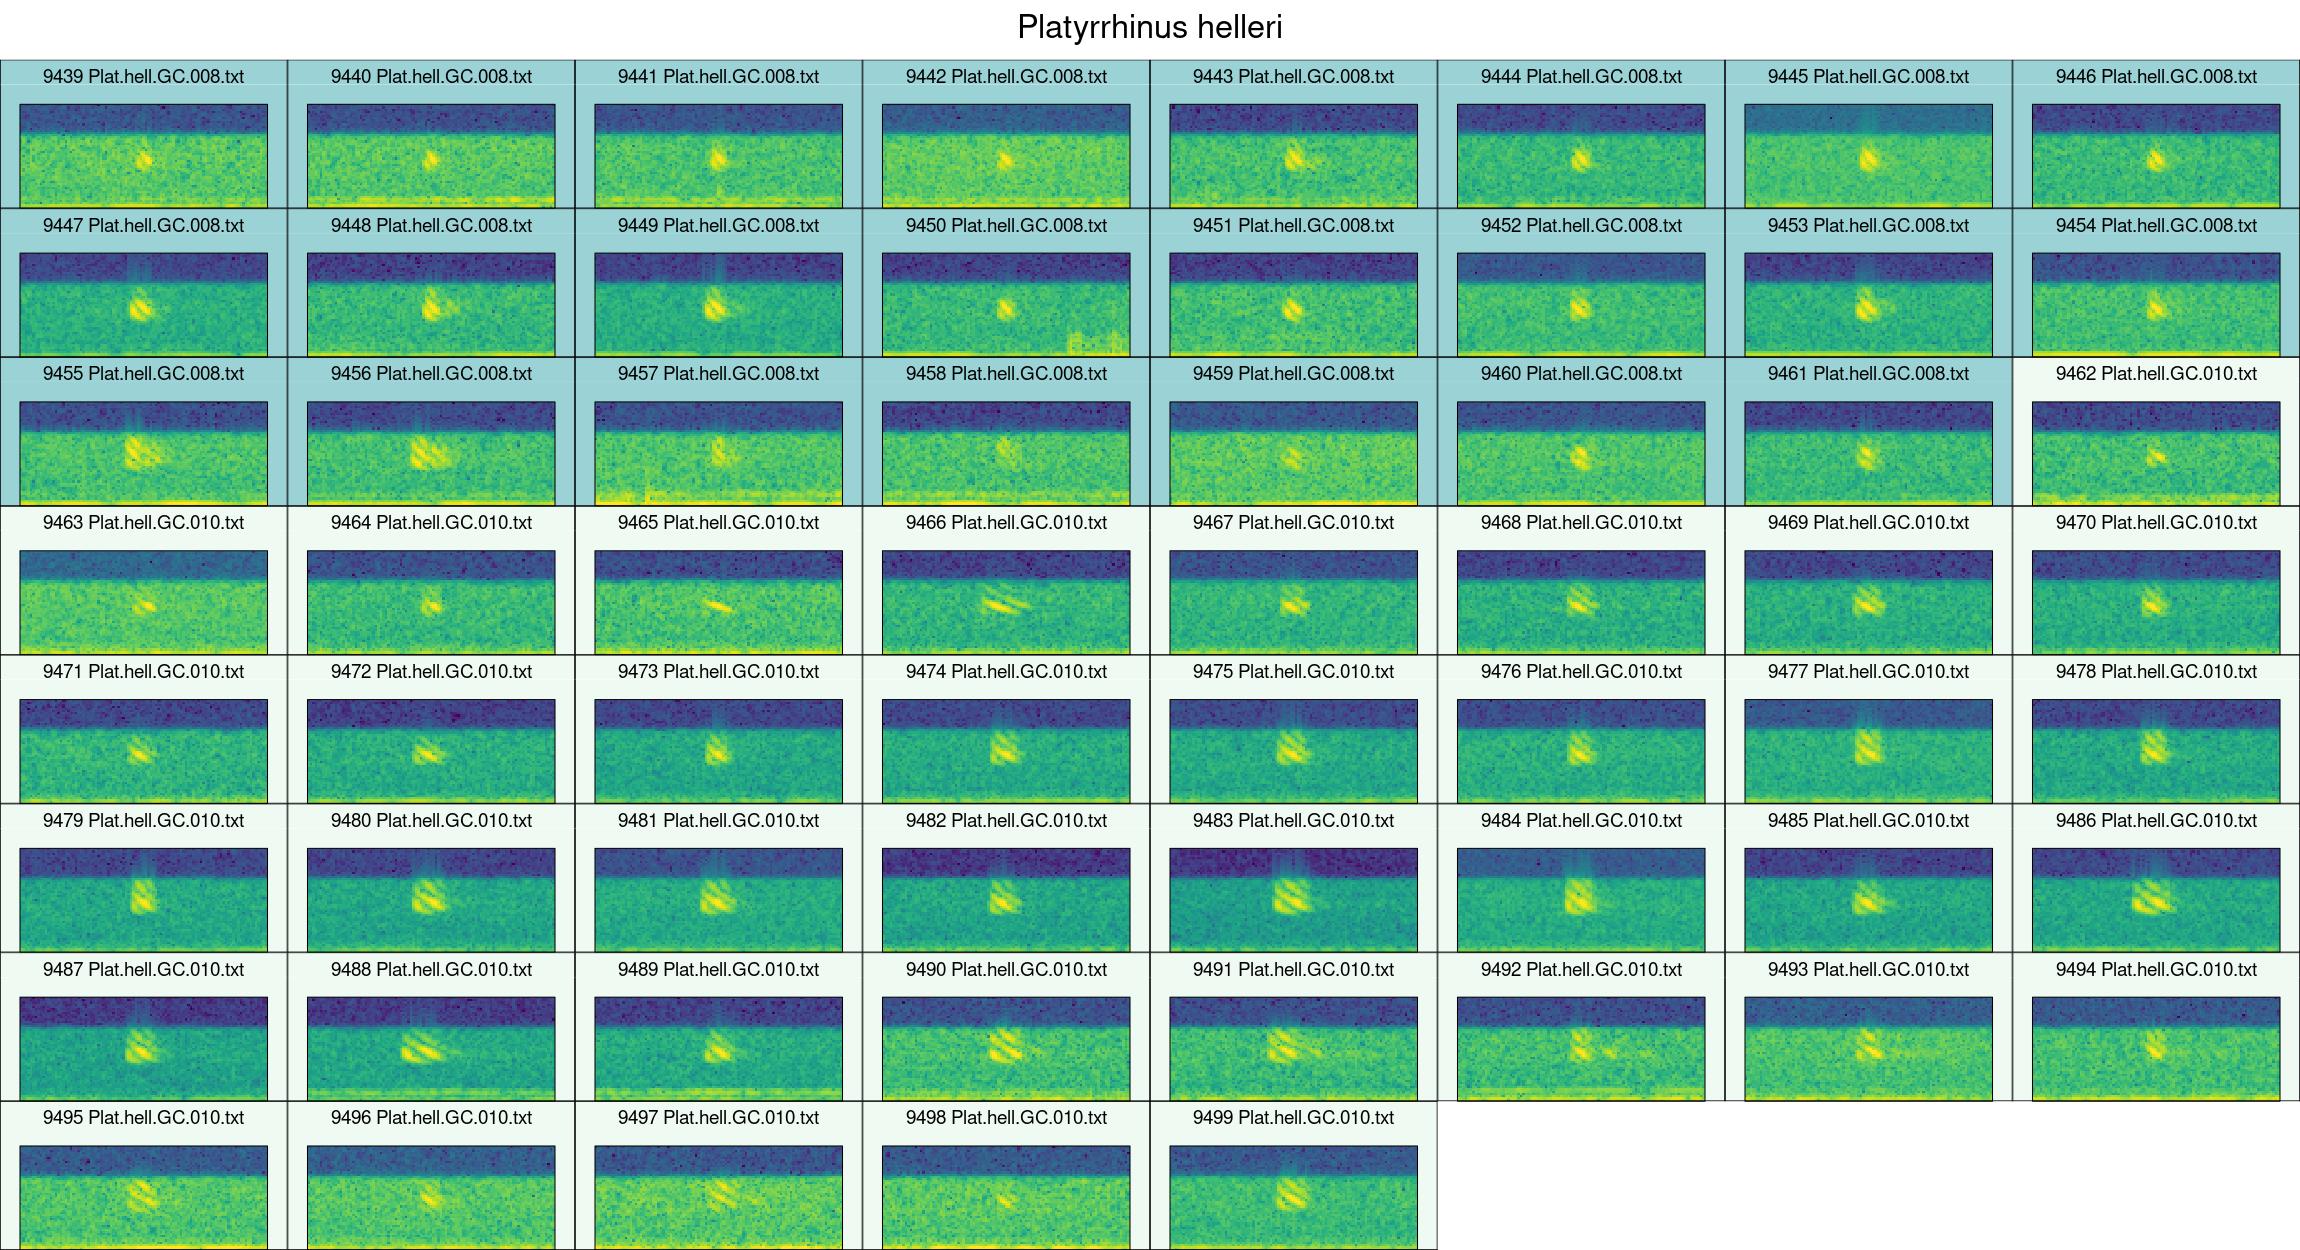 Platyrrhinus helleri
9439 Plat.hell.GC.008.txt 9440 Plat.hell.GC.008.txt 9441 Plat.hell.GC.008.txt 9442 Plat.hell.GC.008.txt 9443 Plat.hell.GC.008.txt 9444 Plat.hell.GC.008.txt 9445 Plat.hell.GC.008.txt 9446 Plat.hell.GC.008.txt
9447 Plat.hell.GC.008.txt 9448 Plat.hell.GC.008.txt 9449 Plat.hell.GC.008.txt 9450 Plat.hell.GC.008.txt 9451 Plat.hell.GC.008.txt 9452 Plat.hell.GC.008.txt 9453 Plat.hell.GC.008.txt 9454 Plat.hell.GC.008.txt
9455 Plat.hell.GC.008.txt 9456 Plat.hell.GC.008.txt 9457 Plat.hell.GC.008.txt 9458 Plat.hell.GC.008.txt 9459 Plat.hell.GC.008.txt 9460 Plat.hell.GC.008.txt 9461 Plat.hell.GC.008.txt 9462 Plat.hell.GC.010.txt
9463 Plat.hell.GC.010.txt 9464 Plat.hell.GC.010.txt 9465 Plat.hell.GC.010.txt 9466 Plat.hell.GC.010.txt 9467 Plat.hell.GC.010.txt 9468 Plat.hell.GC.010.txt 9469 Plat.hell.GC.010.txt 9470 Plat.hell.GC.010.txt
9471 Plat.hell.GC.010.txt 9472 Plat.hell.GC.010.txt 9473 Plat.hell.GC.010.txt 9474 Plat.hell.GC.010.txt 9475 Plat.hell.GC.010.txt 9476 Plat.hell.GC.010.txt 9477 Plat.hell.GC.010.txt 9478 Plat.hell.GC.010.txt
9479 Plat.hell.GC.010.txt 9480 Plat.hell.GC.010.txt 9481 Plat.hell.GC.010.txt 9482 Plat.hell.GC.010.txt 9483 Plat.hell.GC.010.txt 9484 Plat.hell.GC.010.txt 9485 Plat.hell.GC.010.txt 9486 Plat.hell.GC.010.txt
9487 Plat.hell.GC.010.txt 9488 Plat.hell.GC.010.txt 9489 Plat.hell.GC.010.txt 9490 Plat.hell.GC.010.txt 9491 Plat.hell.GC.010.txt 9492 Plat.hell.GC.010.txt 9493 Plat.hell.GC.010.txt 9494 Plat.hell.GC.010.txt
9495 Plat.hell.GC.010.txt 9496 Plat.hell.GC.010.txt 9497 Plat.hell.GC.010.txt 9498 Plat.hell.GC.010.txt 9499 Plat.hell.GC.010.txt